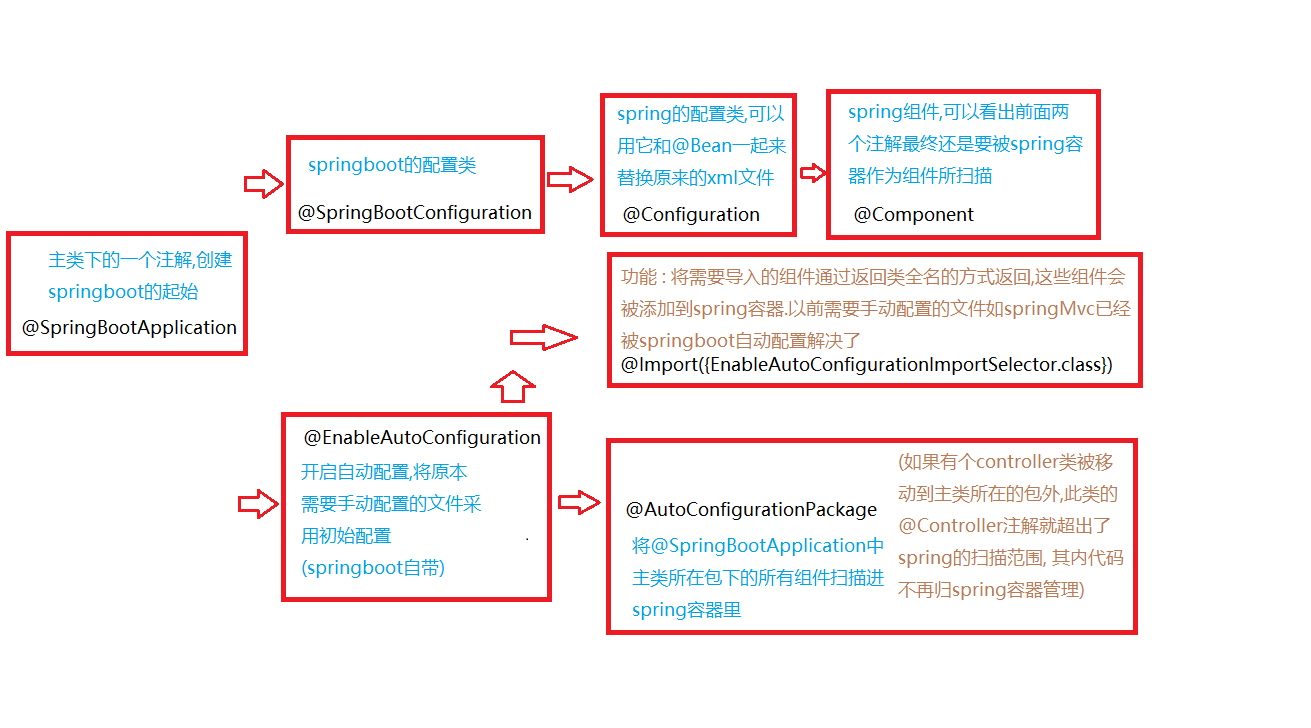 主类下的一个注解,创建
springboot的起始
@SpringBootApplication
springboot的配置类
@SpringBootConfiguration
spring的配置类,可以
用它和@Bean一起来
替换原来的xml文件
@Configuration
spring组件,可以看出前面两
个注解最终还是要被spring容
器作为组件所扫描
@Component
功能 : 将需要导入的组件通过返回类全名的方式返回,这些组件会
被添加到spring容器.以前需要手动配置的文件如springMvc已经
被springboot自动配置解决了
@Import({EnableAutoConfigurationImportSelector.class})
@EnableAutoConfiguration
开启自动配置,将原本
需要手动配置的文件采
用初始配置
(springboot自带)
@AutoConfigurationPackage
将@SpringBootApplication中
主类所在包下的所有组件扫描进
spring容器里
(如果有个controller类被移
动到主类所在的包外,此类的
@Controller注解就超出了
spring的扫描范围, 其内代码
不再归spring容器管理)